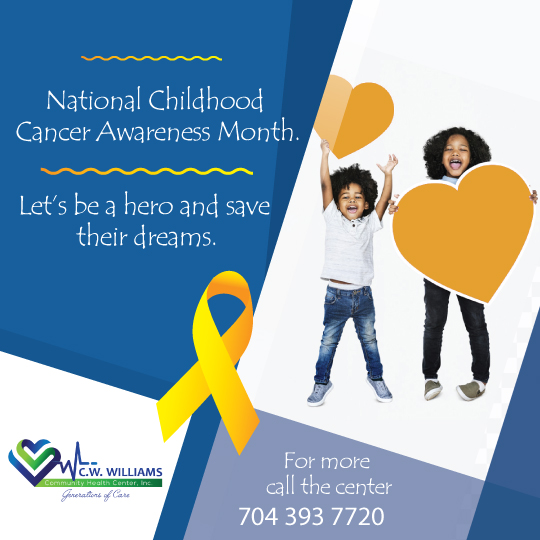 National Childhood
Cancer Awareness Month.
Let's be a hero and save
their dreams.
C.W. WILLIAMS
Community Health Center, Inc.
Generations of Care
For more
call the center
704 393 7720